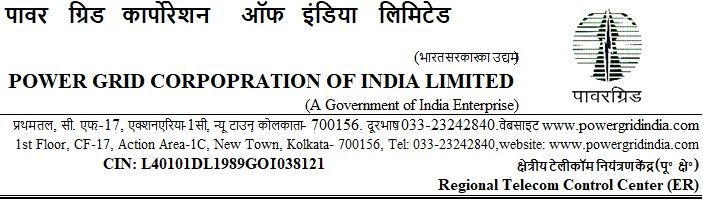 पावर ग्रिड कार्पोरेशन ऑफ इंडिया लिमिटेड
(भारतसरकारका उद्यम)
POWER GRID CORPOPRATION OF INDIA LIMITED
(A Government of India Enterprise)
पावरग्रिड
प्रथमतल, सी. एफ-17, एक्शनएरिया-1सी, न्यू टाउन कोलकाता- 700156. दूरभाष 033-23242840.वेबसाइट www.powergridindia.com
1st Floor, CF-17, Action Area-1C, New Town, Kolkata- 700156, Tel: 033-23242840,website: www.powergridindia.com
CIN: L40101DL1989GOI038121 क्षेत्रीय टेलीकॉम नियंत्रणकेंद्र(पू॰ क्षे॰)
Regional Telecom Control Center (ER)